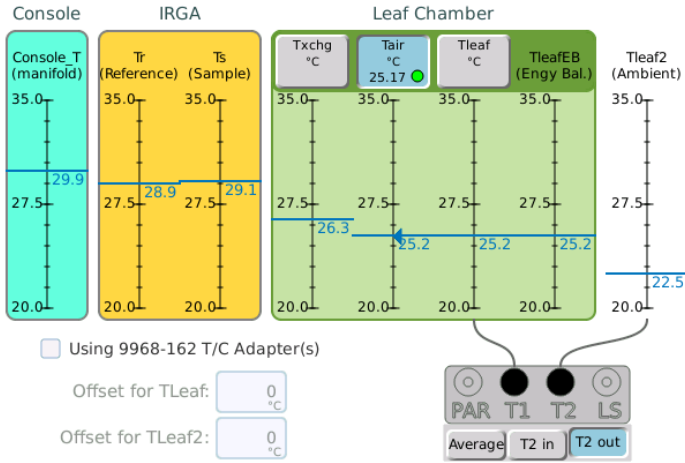 Console IRGA Leaf Chamber
Console_T
(manifold)
Tr
(Reference)
Ts
(Sample)
Txchg
°C
Tair
°C
25.17
Tleaf
°C
TleafEB
(Engy Bal.)
Tleaf2
(Ambient)
35.0 35.0 35.0 35.0 35.0 35.0 35.0 35.0
29.9 28.9 29.1
27.5 27.5 27.5 27.5 27.5 27.5 27.5 27.5
26.3 25.2 25.2 25.2
22.5
20.0 20.0 20.0 20.0 20.0 20.0 20.0 20.0
Using 9968-162 T/C Adapter(s)
Offset for TLeaf: 0 °C
Offset for TLeaf2: 0 °C
PAR T1 T2 LS
Average T2 in T2 out